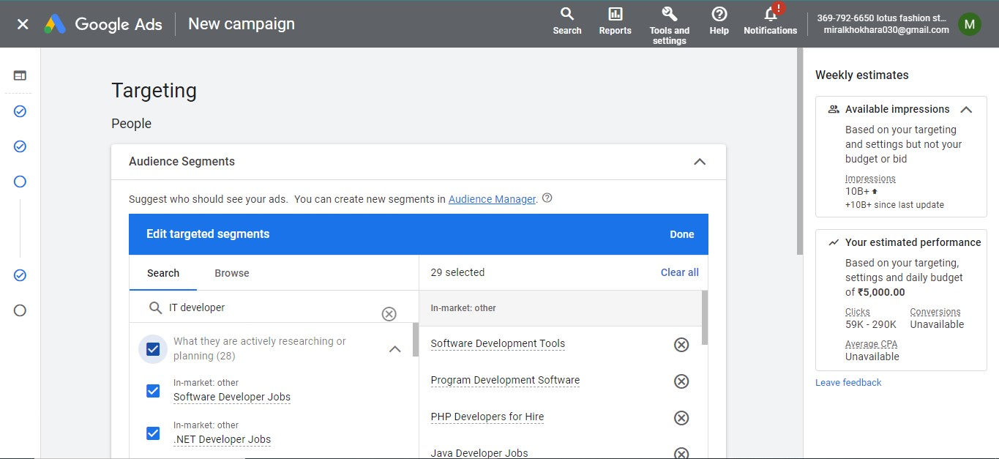 Google Ads
New campaign
Search
Reports
Tools and
settings
Help
!
Notifications
369-792-6650 lotus fashion st...
miralkhokhara030@gmail.com
M
Targeting
People
Audience Segments
Suggest who should see your ads. You can create new segments in Audience Manager. ?
Edit targeted segments
Done
Search
Browse
IT developer
What they are actively researching or
planning (28)
In-market: other
Software Developer Jobs
In-market: other
.NET Developer Jobs
29 selected
Clear all
In-market: other
Software Development Tools
Program Development Software
PHP Developers for Hire
Java Developer Jobs
Weekly estimates
Available impressions
Based on your targeting
and settings but not your
budget or bid
Impressions
10B+
+10B+ since last update
Your estimated performance
Based on your targeting,
settings and daily budget
of ₹5,000.00
Clicks
Conversions
59K - 290K
Unavailable
Average CPA
Unavailable
Leave feedback